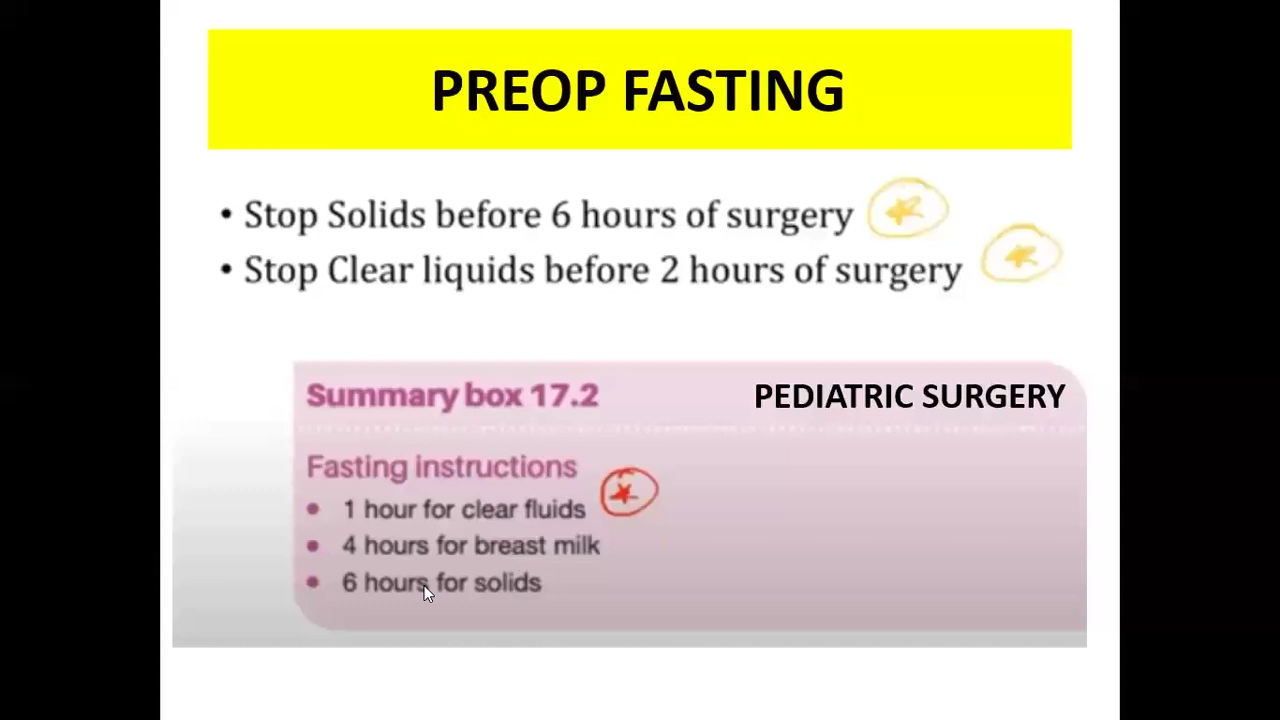 PREOP FASTING
• Stop Solids before 6 hours of surgery
• Stop Clear liquids before 2 hours of surgery
Summary box 17.2 PEDIATRIC SURGERY
Fasting instructions
• 1 hour for clear fluids
• 4 hours for breast milk
• 6 hours for solids